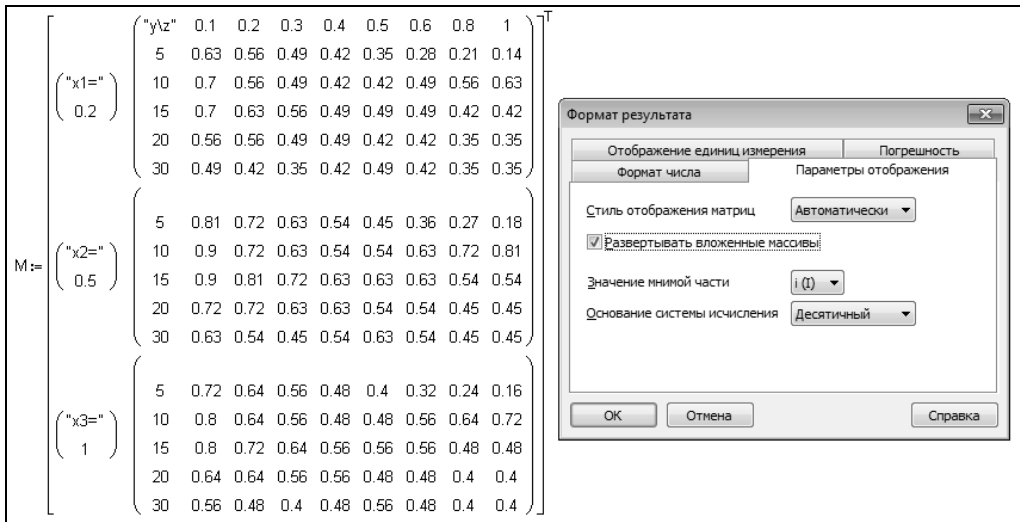 "y\z" 0.1 0.2 0.3 0.4 0.5 0.6 0.8 1
T
5 0.63 0.56 0.49 0.42 0.35 0.28 0.21 0.14
"x1="
10 0.7 0.56 0.49 0.42 0.42 0.49 0.56 0.63
0.2
15 0.7 0.63 0.56 0.49 0.49 0.49 0.42 0.42
20 0.56 0.56 0.49 0.49 0.42 0.42 0.35 0.35
30 0.49 0.42 0.35 0.42 0.49 0.42 0.35 0.35
5 0.81 0.72 0.63 0.54 0.45 0.36 0.27 0.18
M:=
"x2="
10 0.9 0.72 0.63 0.54 0.54 0.63 0.72 0.81
0.5
15 0.9 0.81 0.72 0.63 0.63 0.63 0.54 0.54
20 0.72 0.72 0.63 0.63 0.54 0.54 0.45 0.45
30 0.63 0.54 0.45 0.54 0.63 0.54 0.45 0.45
5 0.72 0.64 0.56 0.48 0.4 0.32 0.24 0.16
"x3="
10 0.8 0.64 0.56 0.48 0.48 0.56 0.64 0.72
1
15 0.8 0.72 0.64 0.56 0.56 0.56 0.48 0.48
20 0.64 0.64 0.56 0.56 0.48 0.48 0.4 0.4
30 0.56 0.48 0.4 0.48 0.56 0.48 0.4 0.4
Формат результата
Отображение единиц измерения Погрешность
Формат числа Параметры отображения
Стиль отображения матриц Автоматически
Развертывать вложенные массивы
Значение мнимой части i (I)
Основание системы исчисления Десятичный
OK Отмена Справка